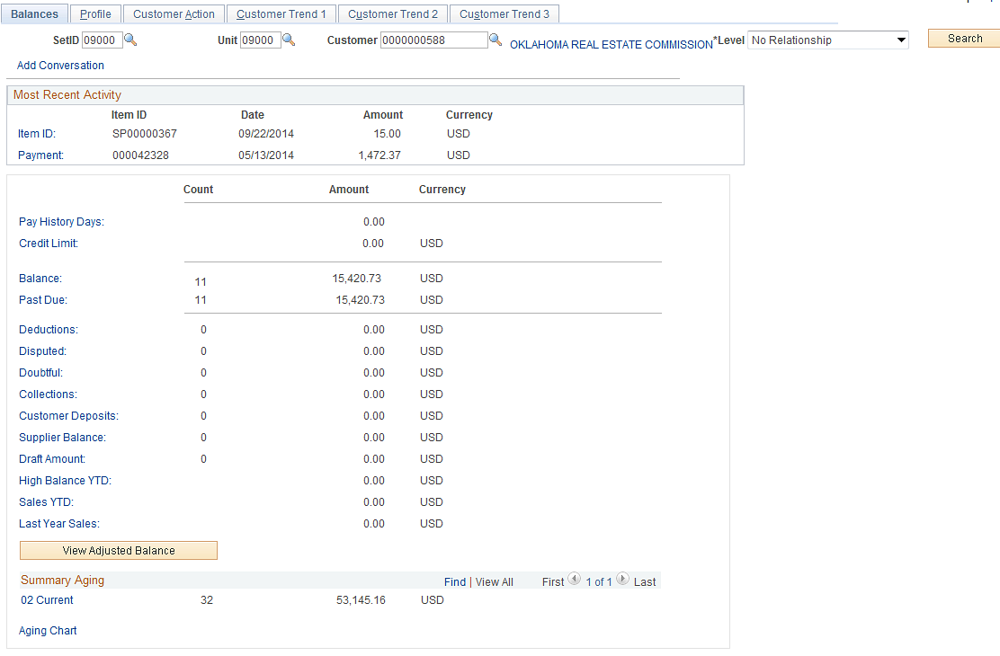 Balances Profile Customer Action Customer Trend 1 Customer Trend 2 Customer Trend 3
SetID 09000 Unit 09000 Customer 0000000588 OKLAHOMA REAL ESTATE COMMISSION *Level No Relationship Search
Add Conversation
Most Recent Activity
Item ID Date Amount Currency
Item ID: SP00000367 09/22/2014 15.00 USD
Payment: 000042328 05/13/2014 1,472.37 USD
Count Amount Currency
Pay History Days: 0.00
Credit Limit: 0.00 USD
Balance: 11 15,420.73 USD
Past Due: 11 15,420.73 USD
Deductions: 0 0.00 USD
Disputed: 0 0.00 USD
Doubtful: 0 0.00 USD
Collections: 0 0.00 USD
Customer Deposits: 0 0.00 USD
Supplier Balance: 0 0.00 USD
Draft Amount: 0 0.00 USD
High Balance YTD: 0.00 USD
Sales YTD: 0.00 USD
Last Year Sales: 0.00 USD
View Adjusted Balance
Summary Aging Find | View All First 1 of 1 Last
02 Current 32 53,145.16 USD
Aging Chart